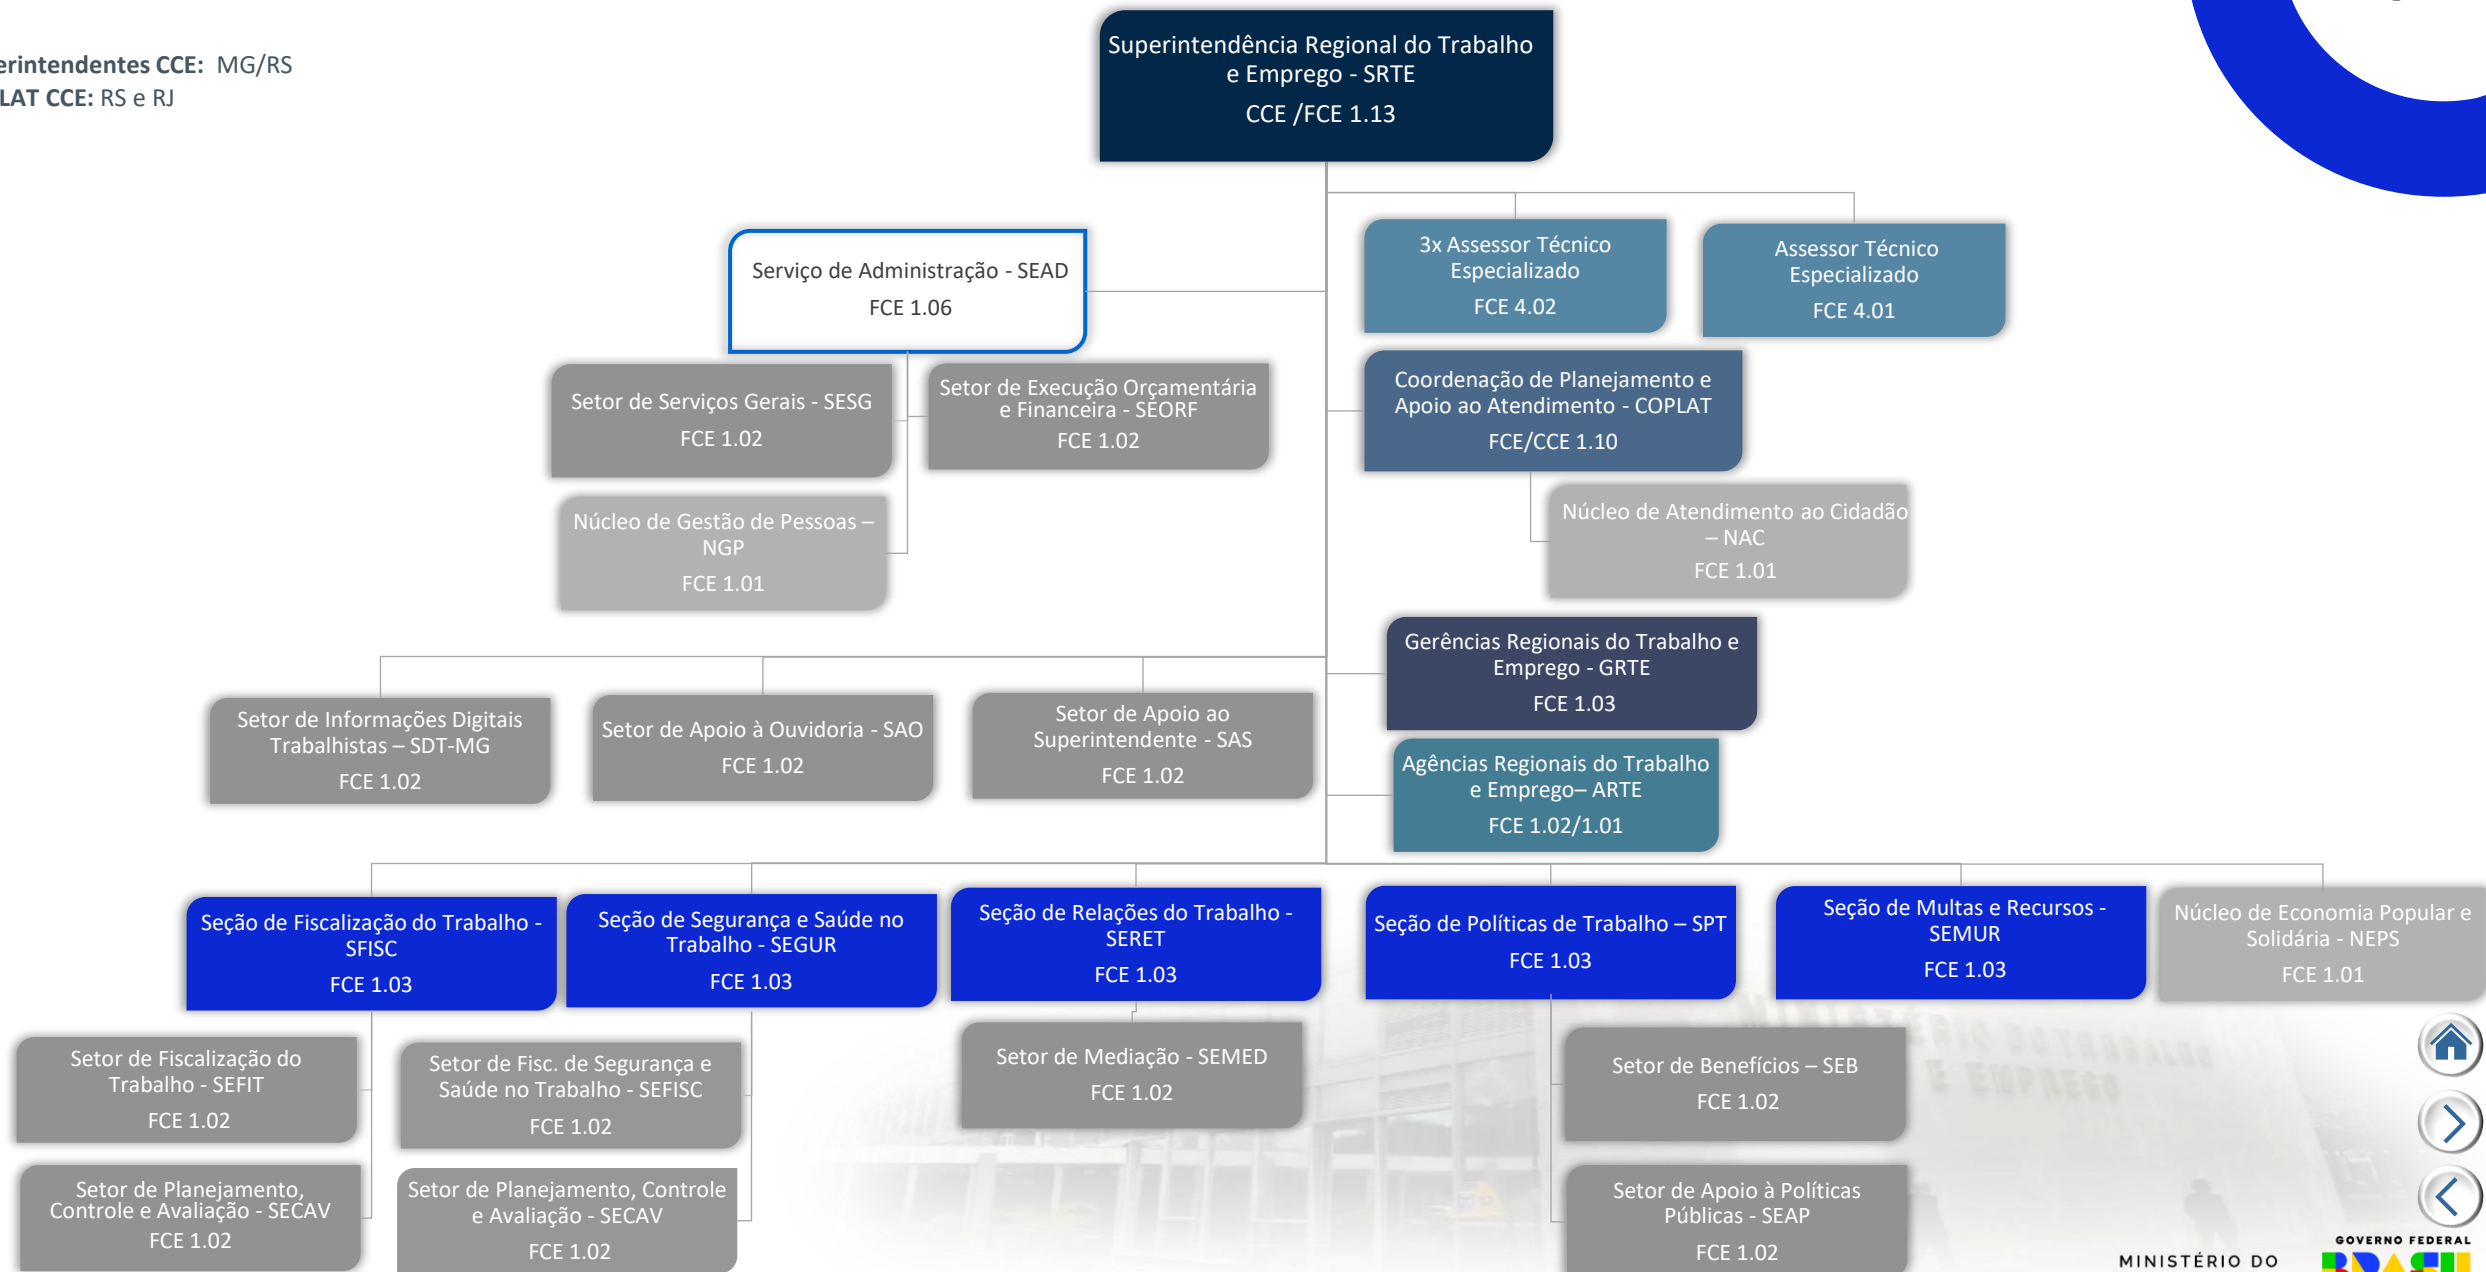 erintendentes CCE: MG/RS
LAT CCE: RS e RJ
Superintendência Regional do Trabalho
e Emprego - SRTE
CCE /FCE 1.13
Serviço de Administração - SEAD
FCE 1.06
3x Assessor Técnico
Especializado
FCE 4.02
Assessor Técnico
Especializado
FCE 4.01
Setor de Serviços Gerais - SESG
FCE 1.02
Setor de Execução Orçamentária
e Financeira - SEORF
FCE 1.02
Coordenação de Planejamento e
Apoio ao Atendimento - COPLAT
FCE/CCE 1.10
Núcleo de Gestão de Pessoas –
NGP
FCE 1.01
Núcleo de Atendimento ao Cidadão
– NAC
FCE 1.01
Gerências Regionais do Trabalho e
Emprego - GRTE
FCE 1.03
Setor de Informações Digitais
Trabalhistas – SDT-MG
FCE 1.02
Setor de Apoio à Ouvidoria - SAO
FCE 1.02
Setor de Apoio ao
Superintendente - SAS
FCE 1.02
Agências Regionais do Trabalho
e Emprego– ARTE
FCE 1.02/1.01
Seção de Fiscalização do Trabalho -
SFISC
FCE 1.03
Seção de Segurança e Saúde no
Trabalho - SEGUR
FCE 1.03
Seção de Relações do Trabalho -
SERET
FCE 1.03
Seção de Políticas de Trabalho – SPT
FCE 1.03
Seção de Multas e Recursos -
SEMUR
FCE 1.03
Núcleo de Economia Popular e
Solidária - NEPS
FCE 1.01
Setor de Fiscalização do
Trabalho - SEFIT
FCE 1.02
Setor de Fisc. de Segurança e
Saúde no Trabalho - SEFISC
FCE 1.02
Setor de Mediação - SEMED
FCE 1.02
Setor de Benefícios – SEB
FCE 1.02
MINISTÉRIO DO TRABALHO
E EMPREGO
Setor de Planejamento,
Controle e Avaliação - SECAV
FCE 1.02
Setor de Planejamento, Controle
e Avaliação - SECAV
FCE 1.02
Setor de Apoio à Políticas
Públicas - SEAP
FCE 1.02
MINISTÉRIO DO
GOVERNO FEDERAL
BRASIL